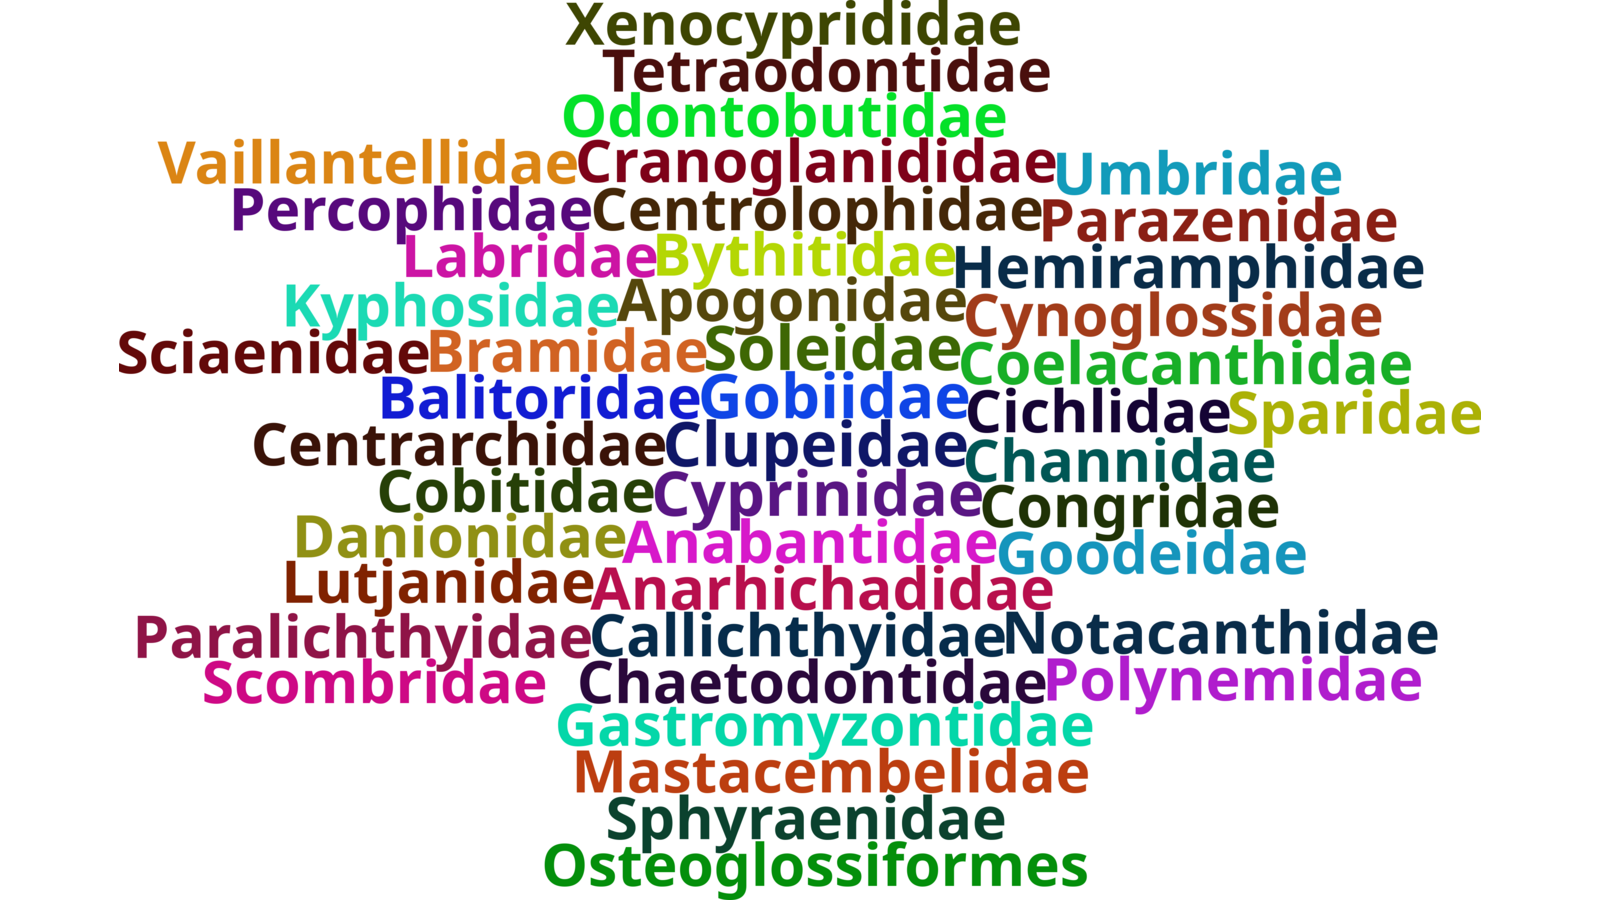 Xenocyprididae
Tetraodontidae
Odontobutidae
Vaillantellidae Cranoglanididae Umbridae
Percophidae Centrolophidae Parazenidae
Labridae Bythitidae Hemiramphidae
Kyphosidae Apogonidae Cynoglossidae
Sciaenidae Bramidae Soleidae Coelacanthidae
Balitoridae Gobiidae Cichlidae Sparidae
Centrarchidae Clupeidae Channidae
Cobitidae Cyprinidae Congridae
Danionidae Anabantidae Goodeidae
Lutjanidae Anarhichadidae
Paralichthyidae Callichthyidae Notacanthidae
Scombridae Chaetodontidae Polynemidae
Gastromyzontidae
Mastacembelidae
Sphyraenidae
Osteoglossiformes